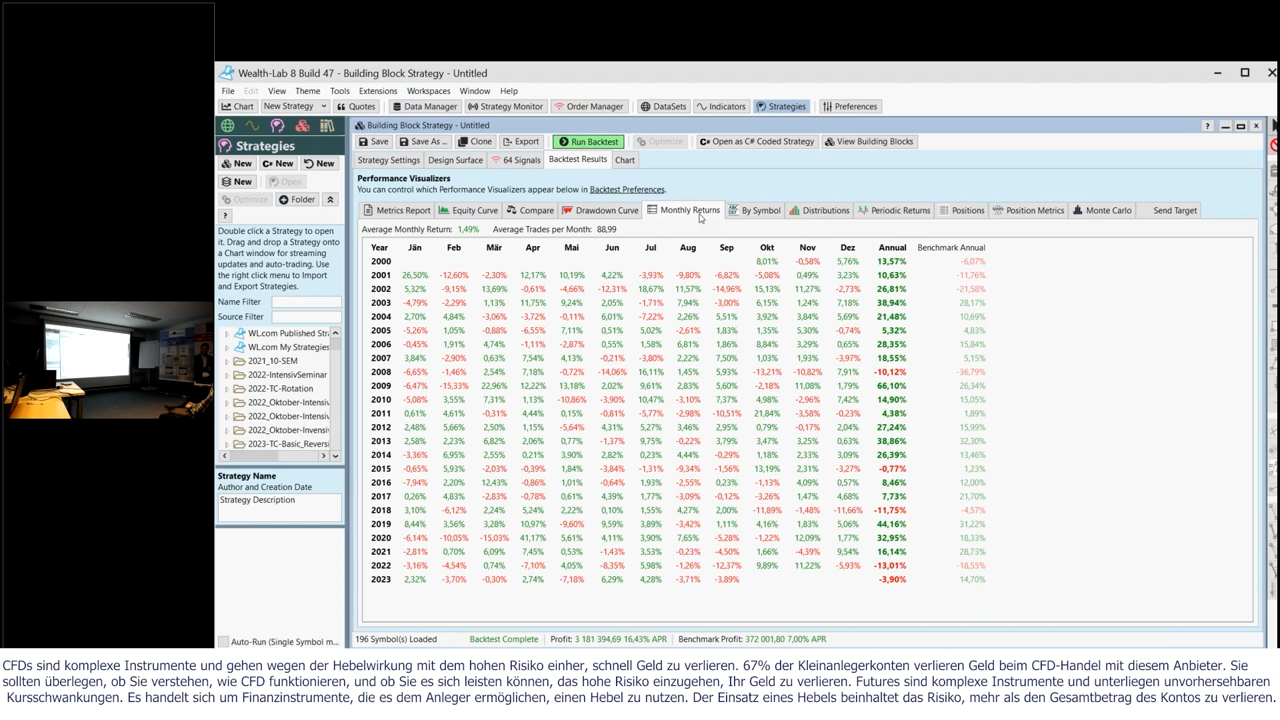 Wealth-Lab 8 Build 47 - Building Block Strategy - Untitled
File Edit View Theme Tools Extensions Workspaces Window Help
Chart New Strategy Quotes Data Manager Strategy Monitor Order Manager DataSets Indicators Strategies Preferences
Building Block Strategy - Untitled
Save Save As ... Clone Export Run Backtest Optimize Open as C# Coded Strategy View Building Blocks
Strategy Settings Design Surface 64 Signals Backtest Results Chart
Performance Visualizers
You can control which Performance Visualizers appear below in Backtest Preferences.
Metrics Report Equity Curve Compare Drawdown Curve Monthly Returns By Symbol Distributions Periodic Returns Positions Position Metrics Monte Carlo Send Target
Average Monthly Return: 1,49% Average Trades per Month: 88,99
Year Jän Feb Mär Apr Mai Jun Jul Aug Sep Okt Nov Dez Annual Benchmark Annual
2000 8,01% -0,58% 5,76% 13,57% -6,07%
2001 26,50% -12,60% -2,30% 12,17% 10,19% 4,22% -3,93% -9,80% -6,82% -5,08% 0,49% 3,23% 10,63% -11,76%
2002 5,32% -9,15% 13,69% -0,61% -4,66% -12,31% 18,67% 11,57% -14,96% 15,13% 11,27% -2,73% 26,81% -21,58%
2003 -4,79% -2,29% 1,13% 11,75% 9,24% 2,05% -1,71% 7,94% -3,00% 6,15% 1,24% 7,18% 38,94% 28,17%
2004 2,70% 4,84% -3,06% -3,72% -0,11% 6,01% -7,22% 2,26% 5,51% 3,92% 3,84% 5,69% 21,48% 10,69%
2005 -5,26% 1,05% -0,88% -6,55% 7,11% 0,51% 5,02% -2,61% 1,83% 1,35% 5,30% -0,74% 5,32% 4,83%
2006 -0,45% 1,91% 4,74% -1,11% -2,87% 0,55% 1,58% 6,81% 1,86% 8,84% 3,29% 0,65% 28,35% 15,84%
2007 3,84% -2,90% 0,63% 7,54% 4,13% -0,21% -3,80% 2,22% 7,50% 1,03% 1,93% -3,97% 18,55% 5,15%
2008 -6,65% -1,46% 2,54% 7,18% -0,72% -14,06% 16,11% 1,45% 5,93% -13,21% -10,82% 7,91% -10,12% -36,79%
2009 -6,47% -15,33% 22,96% 12,22% 13,18% 2,02% 9,61% 2,83% 5,60% -2,18% 11,08% 1,79% 66,10% 26,34%
2010 -5,08% 3,55% 7,31% 1,13% -10,86% -3,90% 10,47% -3,10% 7,37% 4,98% -2,96% 7,42% 14,90% 15,05%
2011 0,61% 4,61% -0,31% 4,44% 0,15% -0,81% -5,77% -2,98% -10,51% 21,84% -3,58% -0,23% 4,38% 1,89%
2012 2,48% 5,66% 2,50% 1,15% -5,64% 4,31% 5,27% 3,46% 2,95% 0,79% -0,17% 2,04% 27,24% 15,99%
2013 2,58% 2,23% 6,82% 2,06% 0,77% -1,37% 9,75% -0,22% 3,79% 3,47% 3,25% 0,63% 38,86% 32,30%
2014 -3,36% 6,95% 2,55% 0,21% 3,90% 2,82% 0,23% 4,44% -0,29% 1,18% 2,33% 3,09% 26,39% 13,46%
2015 -0,65% 5,93% -2,03% -0,39% 1,84% -3,84% -1,31% -9,34% -1,56% 13,19% 2,31% -3,27% -0,77% 1,23%
2016 -7,94% 2,20% 12,43% -0,86% 1,01% -0,64% 1,93% -2,55% 0,23% -1,13% 4,09% 0,57% 8,46% 12,00%
2017 0,26% 4,83% -2,83% -0,78% 0,61% 4,39% 1,77% -3,09% -0,12% -3,26% 1,47% 4,68% 7,73% 21,70%
2018 3,10% -6,12% 2,24% 5,24% 2,22% 0,10% 1,55% 4,27% 2,00% -11,89% -1,48% -11,66% -11,75% -4,57%
2019 8,44% 3,56% 3,28% 10,97% -9,60% 9,59% 3,89% -3,42% 1,11% 4,16% 1,83% 5,06% 44,16% 31,22%
2020 -6,14% -10,05% -15,03% 41,17% 5,61% 4,11% 3,90% 7,65% -5,28% -1,22% 12,09% 1,77% 32,95% 18,33%
2021 -2,81% 0,70% 6,09% 7,45% 0,53% -1,43% 3,53% -0,23% -4,50% 1,66% -4,39% 9,54% 16,14% 28,73%
2022 -3,16% -4,54% 0,74% -7,10% 4,05% -8,35% 5,98% -1,26% -12,37% 9,89% 11,22% -5,93% -13,01% -18,55%
2023 2,32% -3,70% -0,30% 2,74% -7,18% 6,29% 4,28% -3,71% -3,89% -3,90% 14,70%
196 Symbol(s) Loaded Backtest Complete Profit: 3 181 394,69 16,43% APR Benchmark Profit: 372 001,80 7,00% APR
Strategies
New New New
New Open
Optimize Folder
?
Double click a Strategy to open
it. Drag and drop a Strategy onto
a Chart window for streaming
updates and auto-trading. Use
the right click menu to Import
and Export Strategies.
Name Filter
Source Filter
WL.com Published Stra
WL.com My Strategies
2021_10-SEM
2022-IntensivSeminar
2022-TC-Rotation
2022_Oktober-Intensiv
2022_Oktober-Intensiv
2022_Oktober-Invensiv
2023-TC-Basic_Reversi
Strategy Name
Author and Creation Date
Strategy Description
Auto-Run (Single Symbol m...
CFDs sind komplexe Instrumente und gehen wegen der Hebelwirkung mit dem hohen Risiko einher, schnell Geld zu verlieren. 67% der Kleinanlegerkonten verlieren Geld beim CFD-Handel mit diesem Anbieter. Sie
sollten überlegen, ob Sie verstehen, wie CFD funktionieren, und ob Sie es sich leisten können, das hohe Risiko einzugehen, Ihr Geld zu verlieren. Futures sind komplexe Instrumente und unterliegen unvorhersehbaren
Kursschwankungen. Es handelt sich um Finanzinstrumente, die es dem Anleger ermöglichen, einen Hebel zu nutzen. Der Einsatz eines Hebels beinhaltet das Risiko, mehr als den Gesamtbetrag des Kontos zu verlieren.